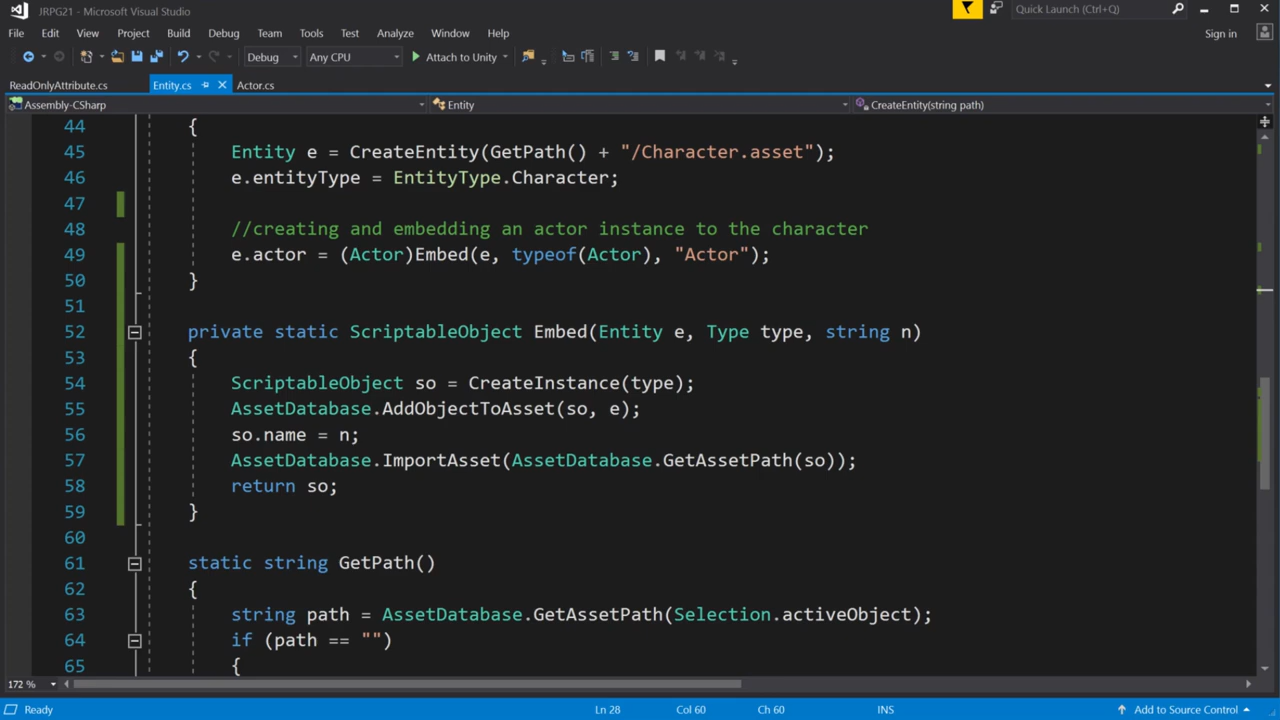 JRPG21 - Microsoft Visual Studio
Quick Launch (Ctrl+Q)
File Edit View Project Build Debug Team Tools Test Analyze Window Help
Sign in
Debug Any CPU Attach to Unity
ReadOnlyAttribute.cs Entity.cs Actor.cs
Assembly-CSharp Entity CreateEntity(string path)
44 {
45 Entity e = CreateEntity(GetPath() + "/Character.asset");
46 e.entityType = EntityType.Character;
47
48 //creating and embedding an actor instance to the character
49 e.actor = (Actor)Embed(e, typeof(Actor), "Actor");
50 }
51
52 private static ScriptableObject Embed(Entity e, Type type, string n)
53 {
54 ScriptableObject so = CreateInstance(type);
55 AssetDatabase.AddObjectToAsset(so, e);
56 so.name = n;
57 AssetDatabase.ImportAsset(AssetDatabase.GetAssetPath(so));
58 return so;
59 }
60
61 static string GetPath()
62 {
63 string path = AssetDatabase.GetAssetPath(Selection.activeObject);
64 if (path == "")
65 {
172 %
Ready Ln 28 Col 60 Ch 60 INS Add to Source Control